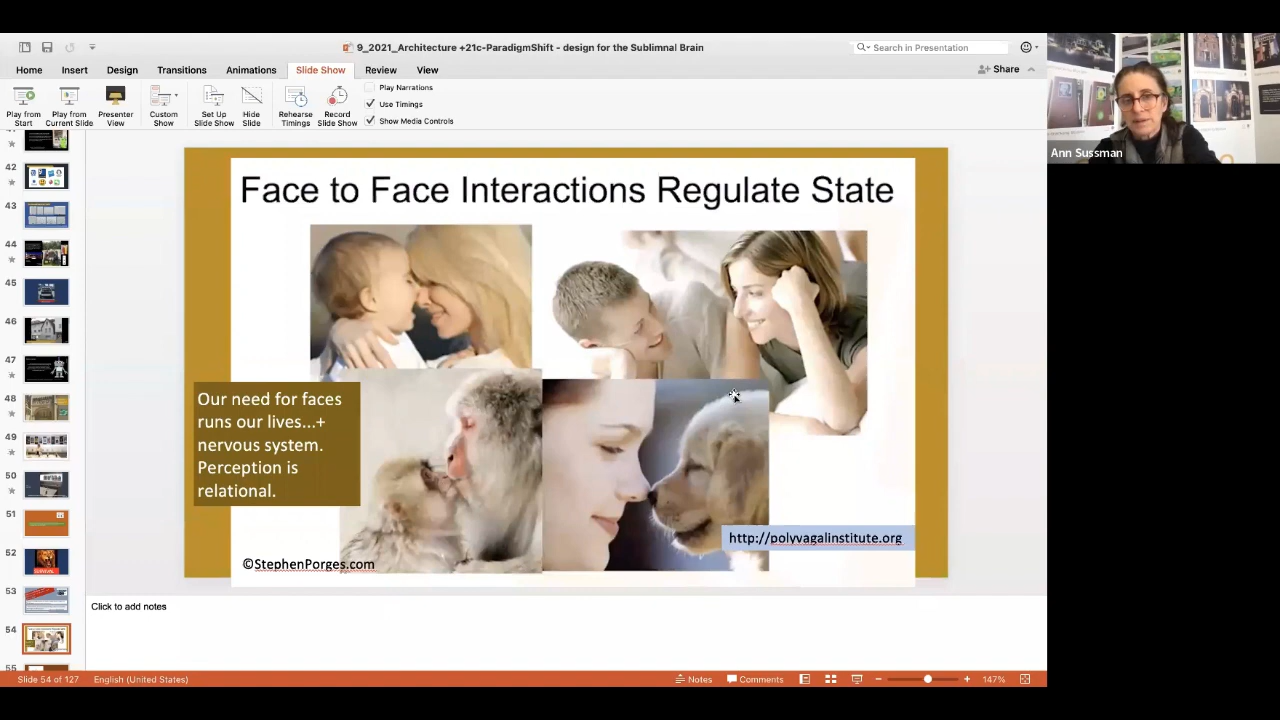 9_2021_Architecture +21c-ParadigmShift - design for the Sublimnal Brain
Search in Presentation
Home Insert Design Transitions Animations Slide Show Review View
Share
Play from Start
Play from Current Slide
Presenter View
Custom Show
Set Up Slide Show
Hide Slide
Rehearse Timings
Record Slide Show
Play Narrations
Use Timings
Show Media Controls
Ann Sussman
42
43
44
45
46
47
48
49
50
51
52
53
54
55
Face to Face Interactions Regulate State
Our need for faces
runs our lives...+
nervous system.
Perception is
relational.
http://polyvagalinstitute.org
©StephenPorges.com
Click to add notes
Slide 54 of 127 English (United States) Notes Comments 147%